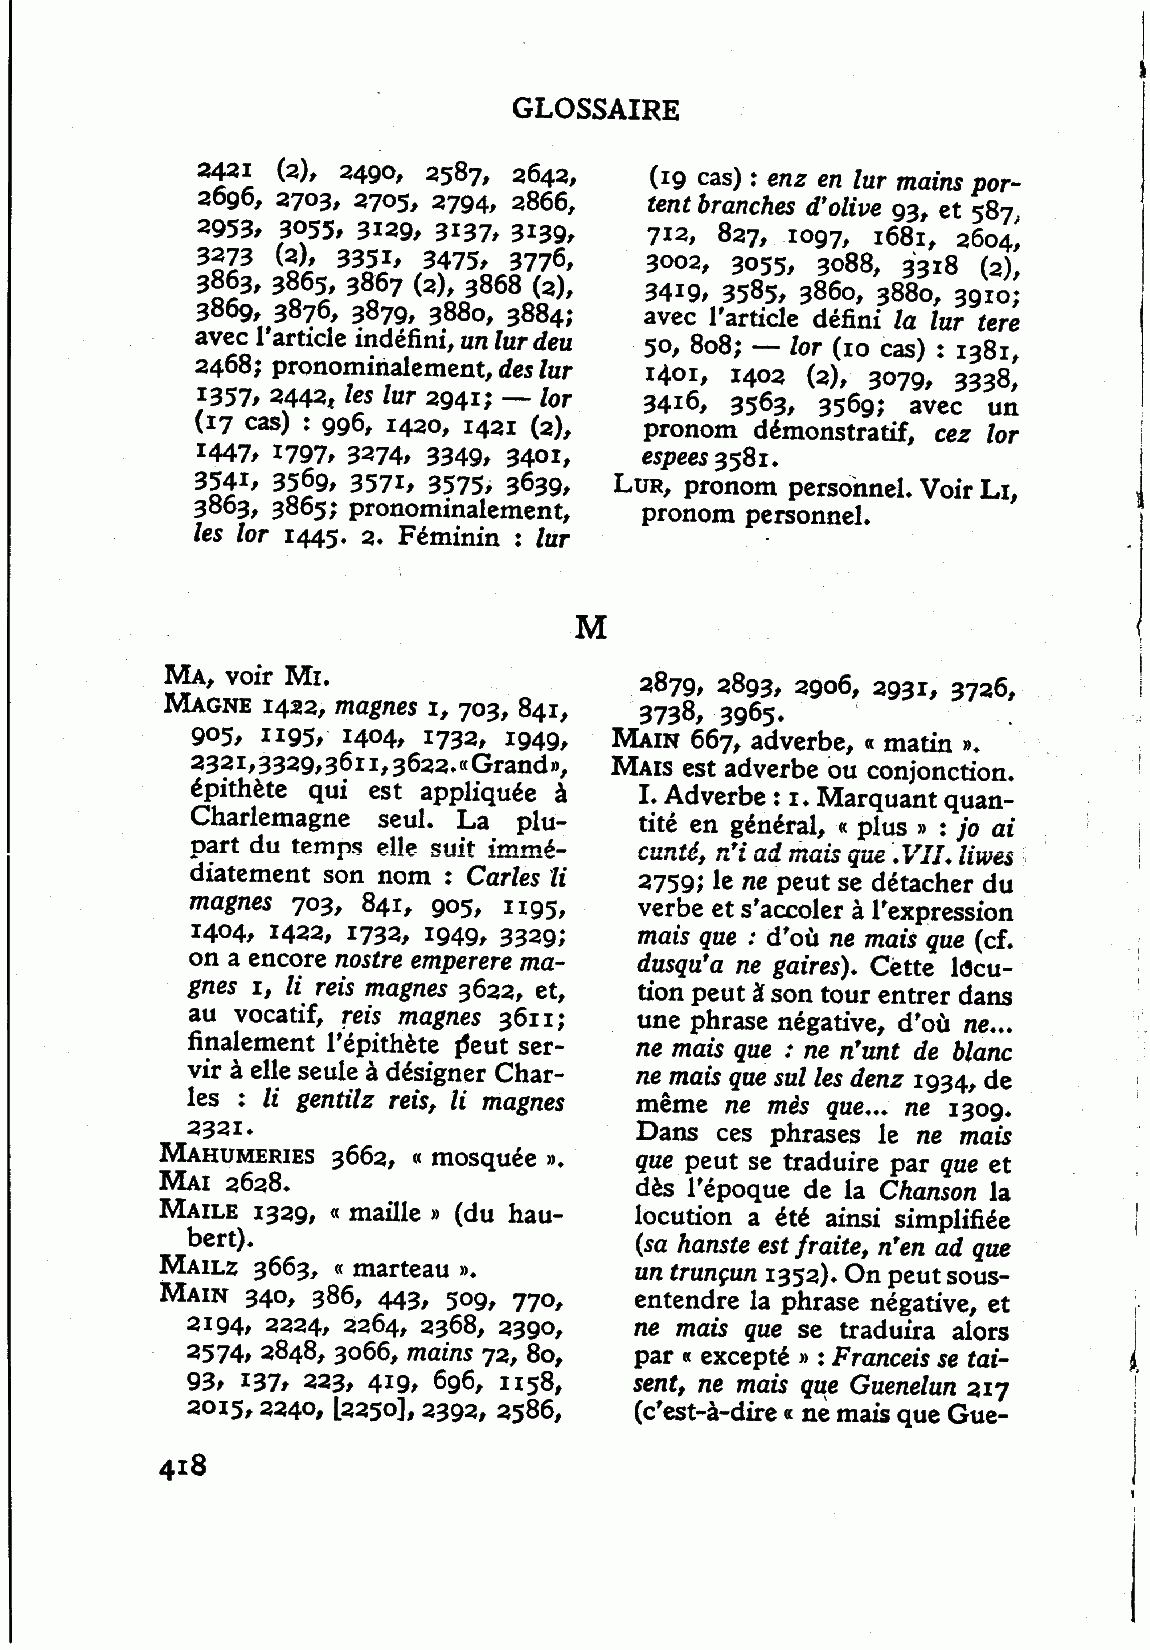 GLOSSAIRE
2421 (2), 2490, 2587, 2642,
2696, 2703, 2705, 2794, 2866,
2953, 3055, 3129, 3137, 3139,
3273 (2), 3351, 3475, 3776,
3863, 3865, 3867 (2), 3868 (2),
3869, 3876, 3879, 3880, 3884;
avec l'article indéfini, un lur deu
2468; pronominalement, des lur
1357, 2442, les lur 2941; — lor
(17 cas) : 996, 1420, 1421 (2),
1447, 1797, 3274, 3349, 3401,
3541, 3569, 3571, 3575, 3639,
3863, 3865; pronominalement,
les lor 1445. 2. Féminin : lur
(19 cas) : enz en lur mains por-
tent branches d'olive 93, et 587,
712, 827, 1097, 1681, 2604,
3002, 3055, 3088, 3318 (2),
3419, 3585, 3860, 3880, 3910;
avec l'article défini la lur tere
50, 808; — lor (10 cas) : 1381,
1401, 1402 (2), 3079, 3338,
3416, 3563, 3569; avec un
pronom démonstratif, cez lor
espees 3581.
LUR, pronom personnel. Voir LI,
pronom personnel.
M
MA, voir MI.
MAGNE 1422, magnes 1, 703, 841,
905, 1195, 1404, 1732, 1949,
2321, 3329, 3611, 3622. «Grand»,
épithète qui est appliquée à
Charlemagne seul. La plu-
part du temps elle suit immé-
diatement son nom : Carles li
magnes 703, 841, 905, 1195,
1404, 1422, 1732, 1949, 3329;
on a encore nostre emperere ma-
gnes 1, li reis magnes 3622, et,
au vocatif, reis magnes 3611;
finalement l'épithète peut ser-
vir à elle seule à désigner Char-
les : li gentilz reis, li magnes
2321.
MAHUMERIES 3662, « mosquée ».
MAI 2628.
MAILE 1329, « maille » (du hau-
bert).
MAILZ 3663, « marteau ».
MAIN 340, 386, 443, 509, 770,
2194, 2224, 2264, 2368, 2390,
2574, 2848, 3066, mains 72, 80,
93, 137, 223, 419, 696, 1158,
2015, 2240, [2250], 2392, 2586,
2879, 2893, 2906, 2931, 3726,
3738, 3965.
MAIN 667, adverbe, « matin ».
MAIS est adverbe ou conjonction.
I. Adverbe : 1. Marquant quan-
tité en général, « plus » : jo ai
cunté, n'i ad mais que .VII. liwes
2759; le ne peut se détacher du
verbe et s'accoler à l'expression
mais que : d'où ne mais que (cf.
dusqu'a ne gaires). Cette locu-
tion peut à son tour entrer dans
une phrase négative, d'où ne...
ne mais que : ne n'unt de blanc
ne mais que sul les denz 1934, de
même ne mès que... ne 1309.
Dans ces phrases le ne mais
que peut se traduire par que et
dès l'époque de la Chanson la
locution a été ainsi simplifiée
(sa hanste est fraite, n'en ad que
un trunçun 1352). On peut sous-
entendre la phrase négative, et
ne mais que se traduira alors
par « excepté » : Franceis se tai-
sent, ne mais que Guenelun 217
(c'est-à-dire « ne mais que Gue-
418